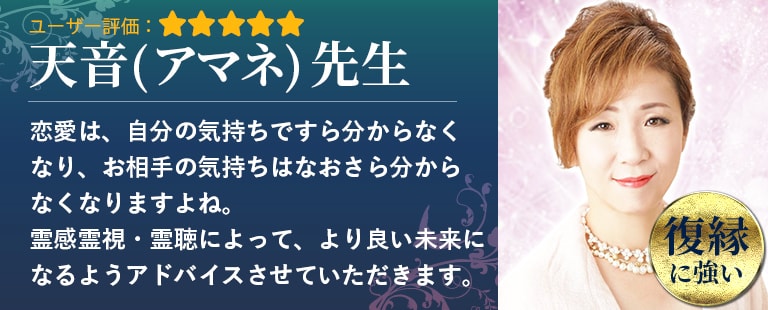 ユーザー評価：★★★★★
天音(アマネ)先生
恋愛は、自分の気持ちですら分からなく
なり、お相手の気持ちはなおさら分から
なくなりますよね。
霊感霊視・霊聴によって、より良い未来に
なるようアドバイスさせていただきます。
復縁
に強い